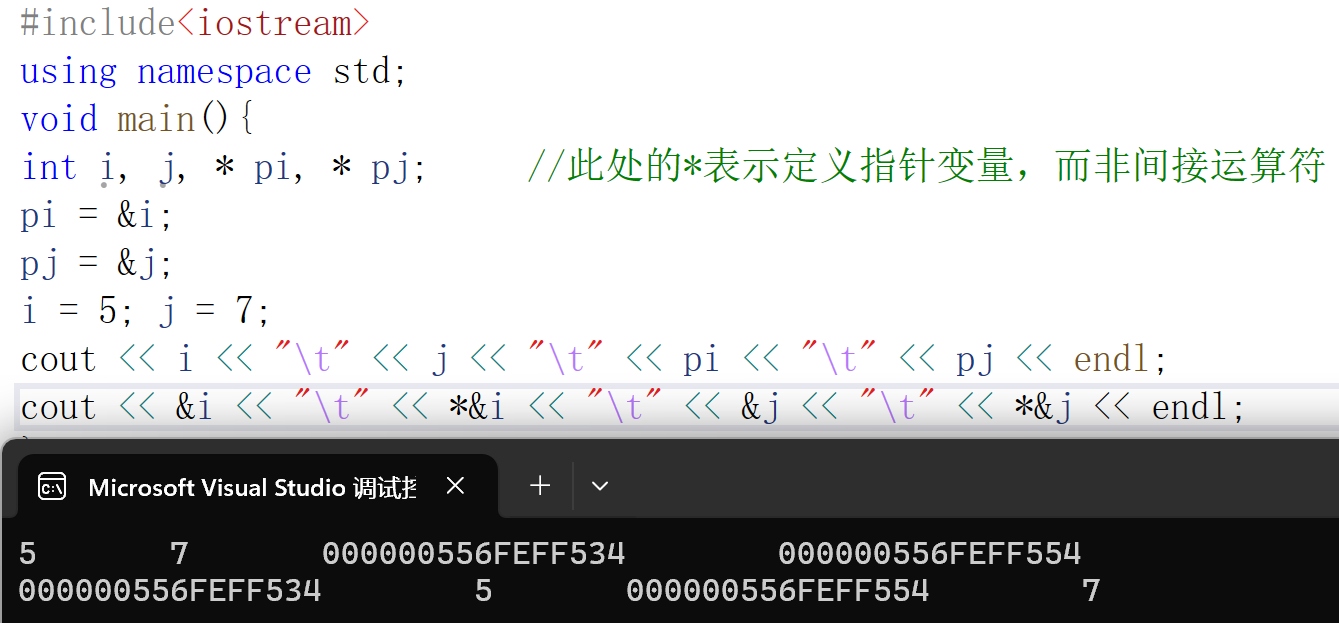 #include<iostream>
using namespace std;
void main(){
int i, j, * pi, * pj;      //此处的*表示定义指针变量，而非间接运算符
pi = &i;
pj = &j;
i = 5; j = 7;
cout << i << "\t" << j << "\t" << pi << "\t" << pj << endl;
cout << &i << "\t" << *&i << "\t" << &j << "\t" << *&j << endl;
Microsoft Visual Studio 调试
5 7 000000556FEFF534 000000556FEFF554
000000556FEFF534 5 000000556FEFF554 7